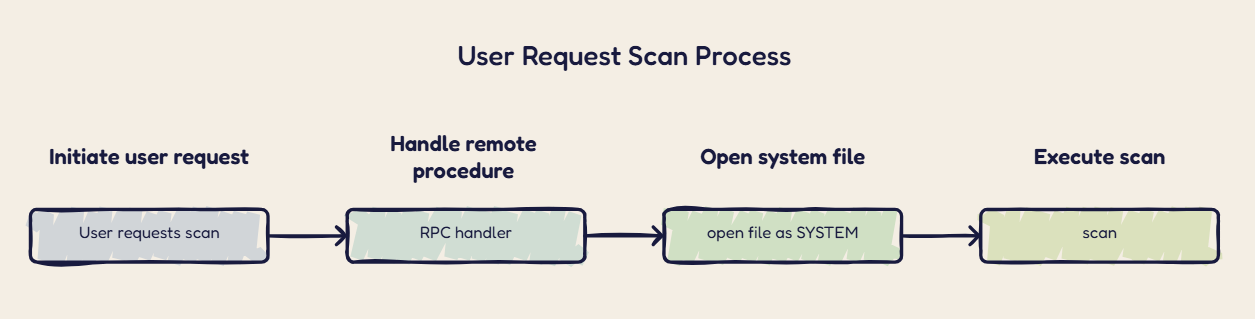 User Request Scan Process
Initiate user request
Handle remote
procedure
Open system file
Execute scan
User requests scan
RPC handler
open file as SYSTEM
scan